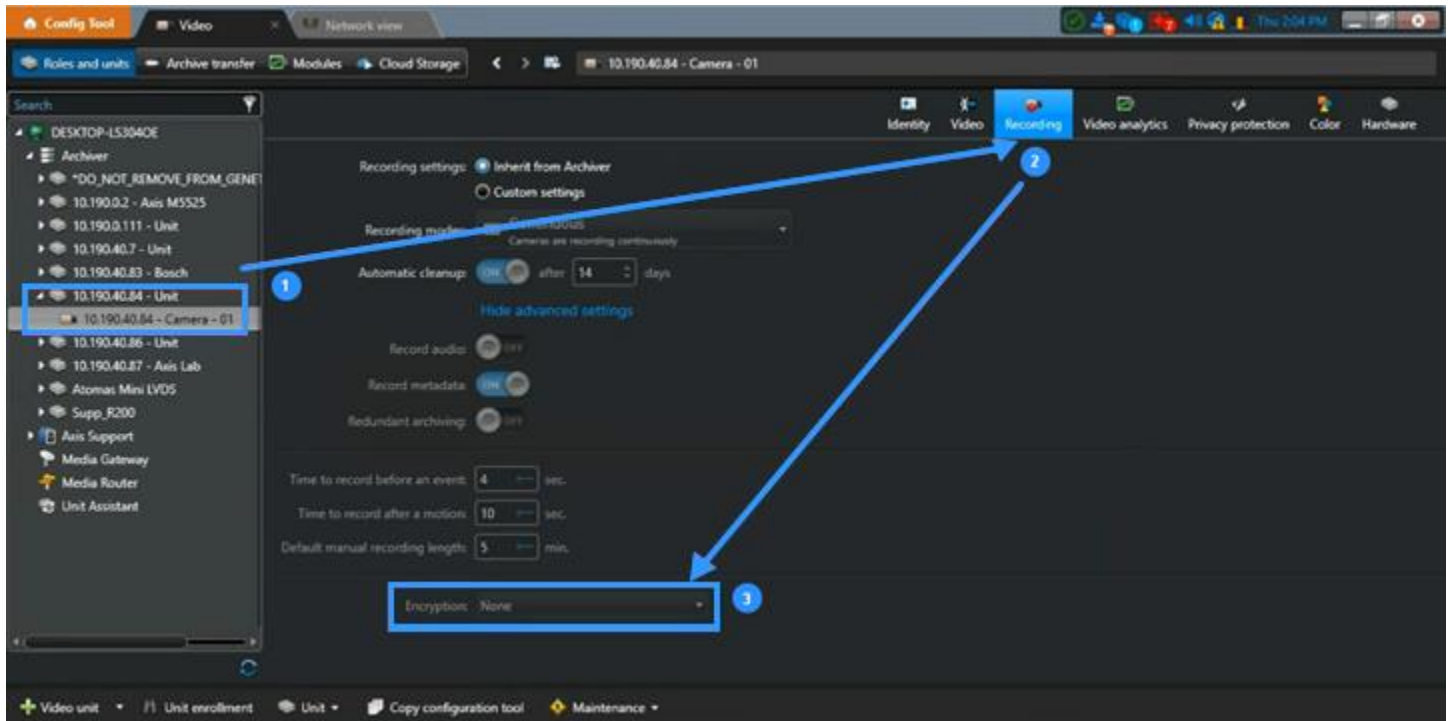 Config Tool
Video
Network view
Thu 2:04 PM
Roles and units
Archive transfer
Modules
Cloud Storage
10.190.40.84 - Camera - 01
Search
Identity
Video
Recording
Video analytics
Privacy protection
Color
Hardware
DESKTOP-LS304OE
Archiver
*DO_NOT_REMOVE_FROM_GENET
10.190.0.2 - Axis M5525
10.190.0.111 - Unit
10.190.40.7 - Unit
10.190.40.83 - Bosch
10.190.40.84 - Unit
10.190.40.84 - Camera - 01
10.190.40.86 - Unit
10.190.40.87 - Axis Lab
Atomas Mini LVDS
Supp_R200
Axis Support
Media Gateway
Media Router
Unit Assistant
1
2
Recording settings: Inherit from Archiver
Custom settings
Recording modes:
Cameras are recording continuously
Automatic cleanup: ON after 14 days
Hide advanced settings
Record audio: OFF
Record metadata: ON
Redundant archiving: OFF
Time to record before an event: 4 sec.
Time to record after a motion: 10 sec.
Default manual recording length: 5 min.
Encryption: None
3
Video unit
Unit enrollment
Unit
Copy configuration tool
Maintenance